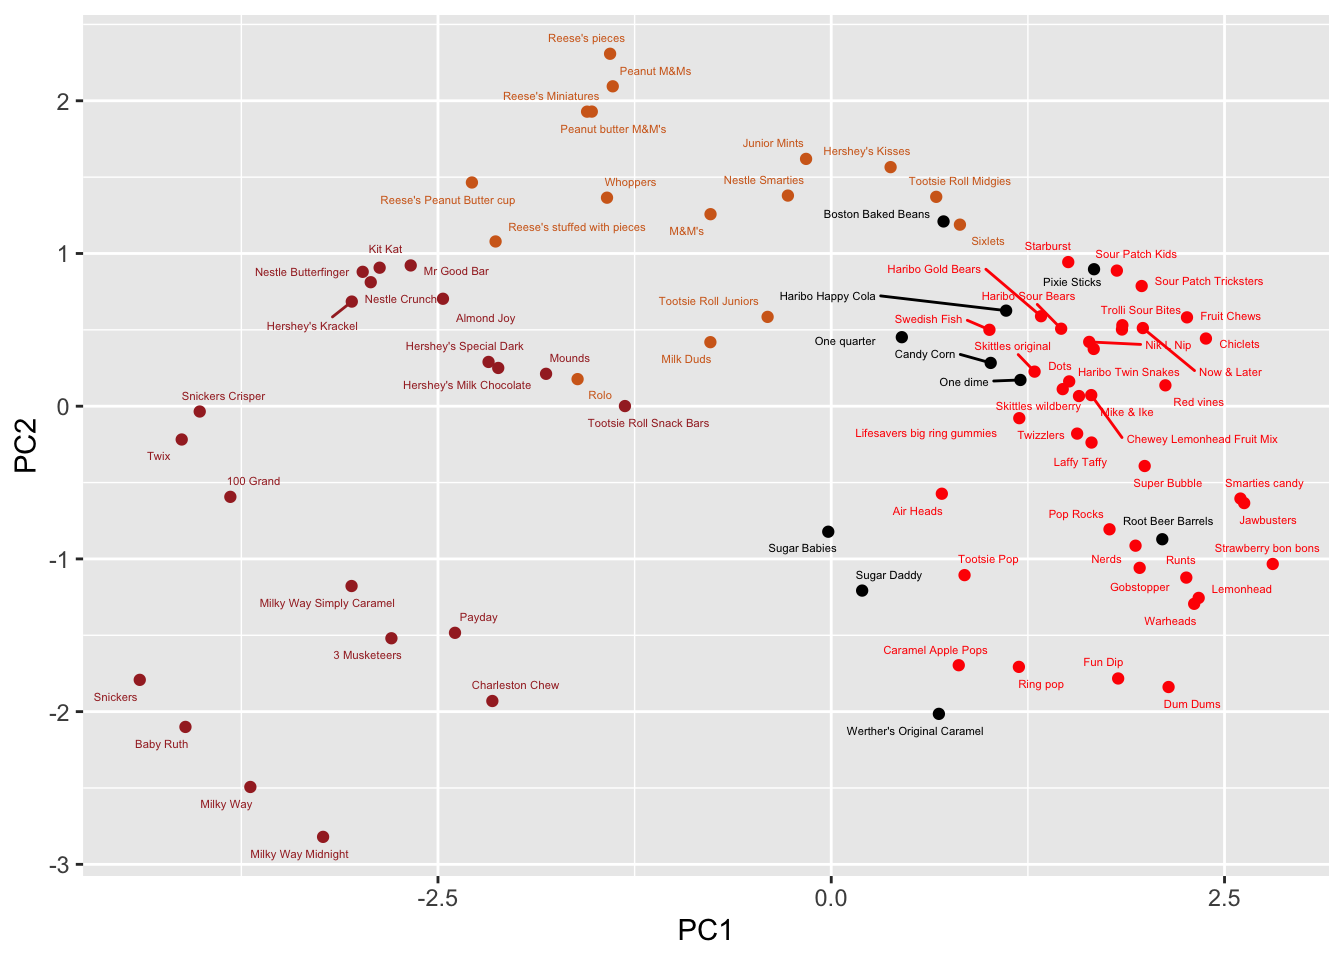 Reese's pieces
Peanut M&Ms
Reese's Miniatures
Peanut butter M&M's
Junior Mints
Hershey's Kisses
Nestle Smarties
Tootsie Roll Midgies
Whoppers
Reese's Peanut Butter cup
Boston Baked Beans
Reese's stuffed with pieces
M&M's
Sixlets
Starburst
Kit Kat
Sour Patch Kids
Haribo Gold Bears
Nestle Butterfinger
Mr Good Bar
Pixie Sticks
Sour Patch Tricksters
Haribo Happy Cola
Haribo Sour Bears
Nestle Crunch
Tootsie Roll Juniors
Trolli Sour Bites
Fruit Chews
Almond Joy
Swedish Fish
Hershey's Krackel
One quarter
Chiclets
Hershey's Special Dark
Skittles original
Nik L Nip
Candy Corn
Mounds
Milk Duds
Dots
Haribo Twin Snakes
Now & Later
One dime
Hershey's Milk Chocolate
Rolo
Snickers Crisper
Red vines
Skittles wildberry
Mike & Ike
Tootsie Roll Snack Bars
Lifesavers big ring gummies
Twizzlers
Chewey Lemonhead Fruit Mix
Twix
Laffy Taffy
100 Grand
Super Bubble
Smarties candy
Air Heads
Pop Rocks
Root Beer Barrels
Jawbusters
Sugar Babies
Strawberry bon bons
Tootsie Pop
Nerds
Runts
Sugar Daddy
Gobstopper
Lemonhead
Milky Way Simply Caramel
Payday
Warheads
3 Musketeers
Caramel Apple Pops
Fun Dip
Charleston Chew
Ring pop
Snickers
Dum Dums
Werther's Original Caramel
Baby Ruth
Milky Way
Milky Way Midnight
2
1
0
-1
-2
-3
PC2
-2.5
0.0
2.5
PC1